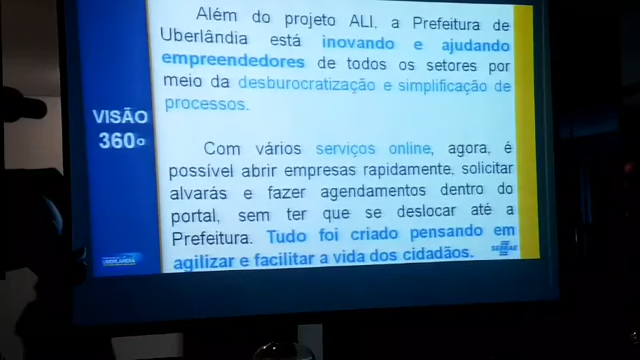 Além do projeto ALI, a Prefeitura de
Uberlândia está inovando e ajudando
empreendedores de todos os setores por
meio da desburocratização e simplificação de
processos.
VISÃO
360º
Com vários serviços online, agora, é
possível abrir empresas rapidamente, solicitar
alvarás e fazer agendamentos dentro do
portal, sem ter que se deslocar até a
Prefeitura. Tudo foi criado pensando em
agilizar e facilitar a vida dos cidadãos.
UBERLÂNDIA
SEBRAE